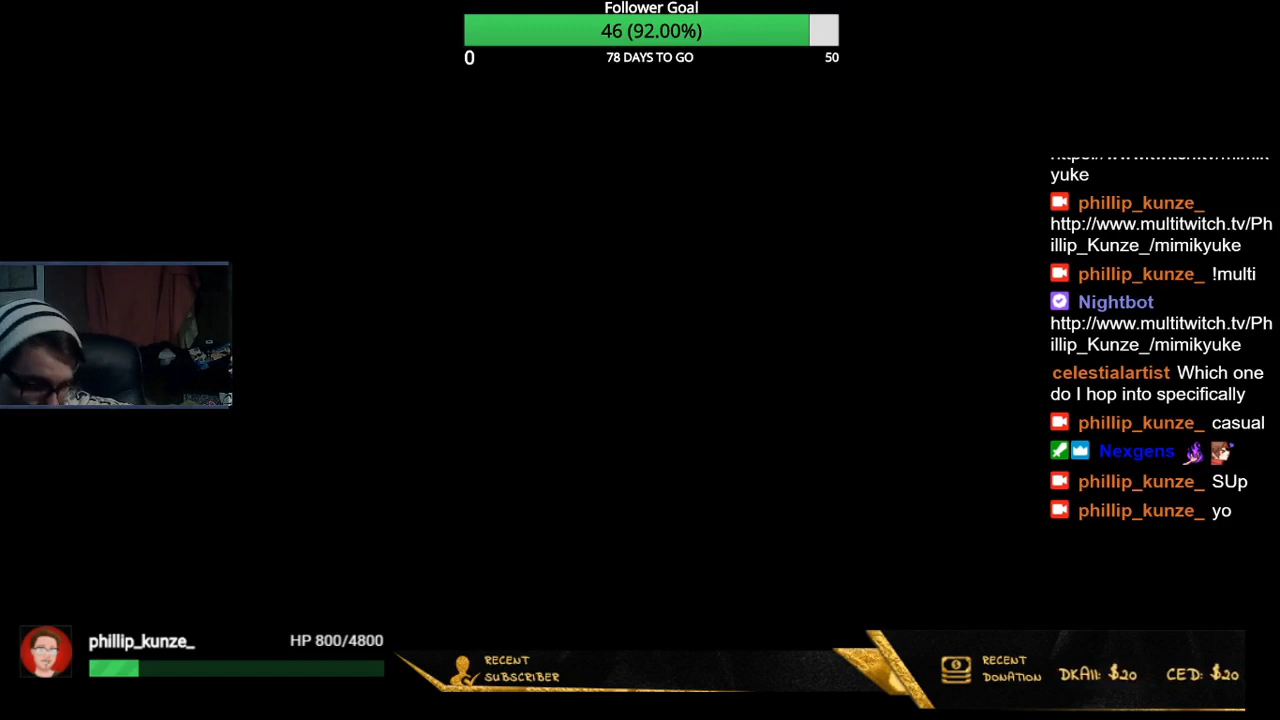 Follower Goal
46 (92.00%)
0
78 DAYS TO GO
50
yuke
phillip_kunze_
http://www.multitwitch.tv/Ph
illip_Kunze_/mimikyuke
phillip_kunze_ !multi
Nightbot
http://www.multitwitch.tv/Ph
illip_Kunze_/mimikyuke
celestialartist Which one
do I hop into specifically
phillip_kunze_ casual
Nexgens
phillip_kunze_ SUp
phillip_kunze_ yo
phillip_kunze_
HP 800/4800
RECENT
SUBSCRIBER
RECENT
DONATION
DKAll: $20
CED: $20